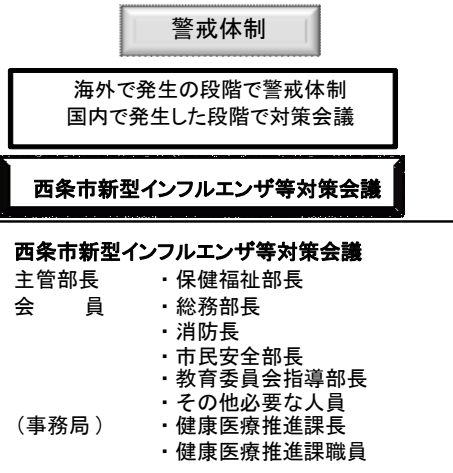 警戒体制
海外で発生の段階で警戒体制
国内で発生した段階で対策会議
西条市新型インフルエンザ等対策会議
西条市新型インフルエンザ等対策会議
主管部長　・保健福祉部長
会　　員　・総務部長
・消防長
・市民安全部長
・教育委員会指導部長
・その他必要な人員
（事務局）　・健康医療推進課長
・健康医療推進課職員